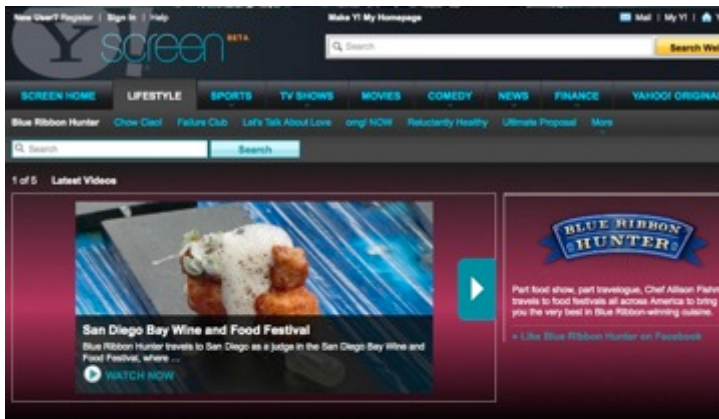 New User? Register | Sign In | Help
Make Y! My Homepage
Mail | My Y! |
Y! screen BETA
Search
Search We
SCREEN HOME LIFESTYLE SPORTS TV SHOWS MOVIES COMEDY NEWS FINANCE YAHOO! ORIGINA
Blue Ribbon Hunter Chow Ciao! Failure Club Let's Talk About Love omg! NOW Reluctantly Healthy Ultimate Proposal More
Search Search
1 of 5 Latest Videos
BLUE RIBBON
HUNTER
Part food show, part travelogue, Chef Allison Fishm
travels to food festivals all across America to bring
you the very best in Blue Ribbon-winning cuisine.
+ Like Blue Ribbon Hunter on Facebook
San Diego Bay Wine and Food Festival
Blue Ribbon Hunter travels to San Diego as a judge in the San Diego Bay Wine and
Food Festival, where ...
WATCH NOW